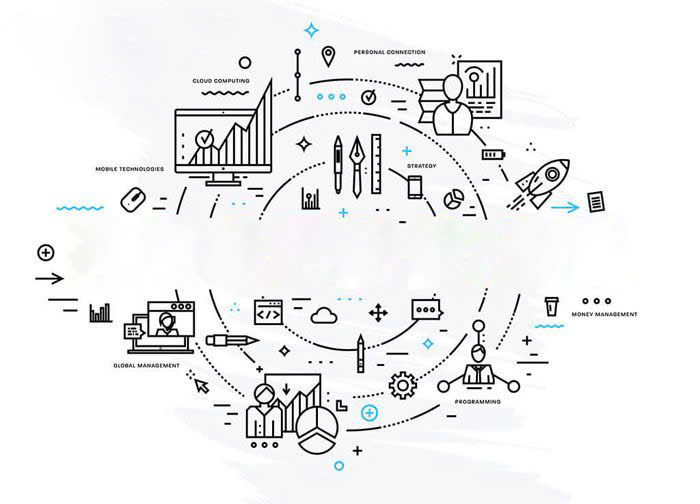 PERSONAL CONNECTION
CLOUD COMPUTING
MOBILE TECHNOLOGIES
STRATEGY
MONEY MANAGEMENT
GLOBAL MANAGEMENT
PROGRAMMING